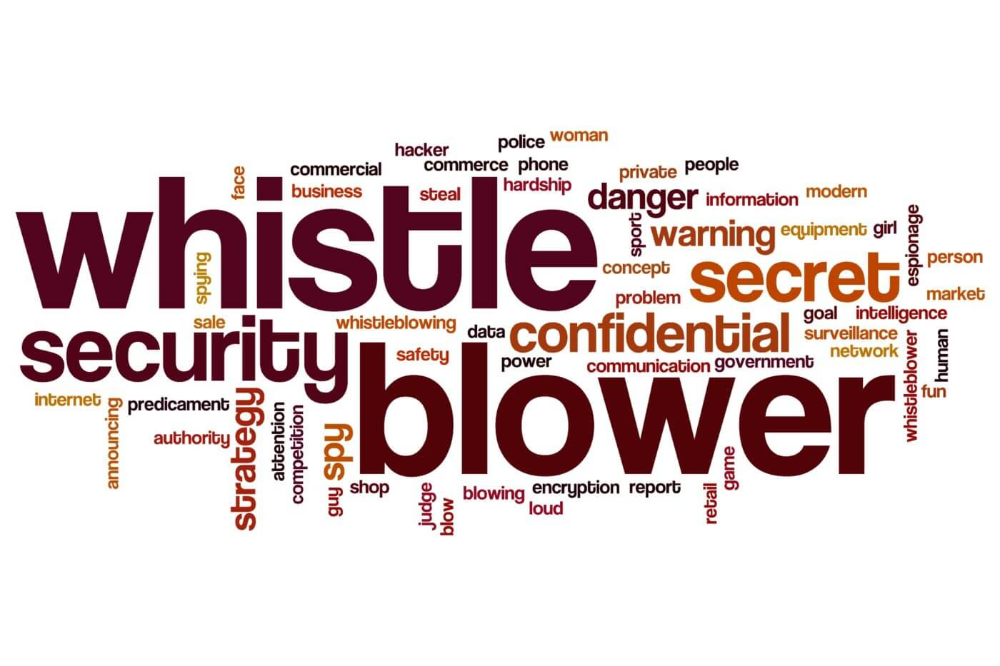 woman
police
hacker
commerce
phone
people
commercial
private
face
hardship
business
steal
danger
information
modern
whistle
sport
warning
equipment
girl
espionage
spying
concept
secret
person
problem
market
sale
whistleblowing
data
confidential
goal
intelligence
surveillance
network
security
safety
power
communication
government
whistleblower
human
fun
blower
internet
announcing
predicament
authority
strategy
attention
competition
spy
guy
shop
judge
blow
blowing
loud
encryption
report
retail
game